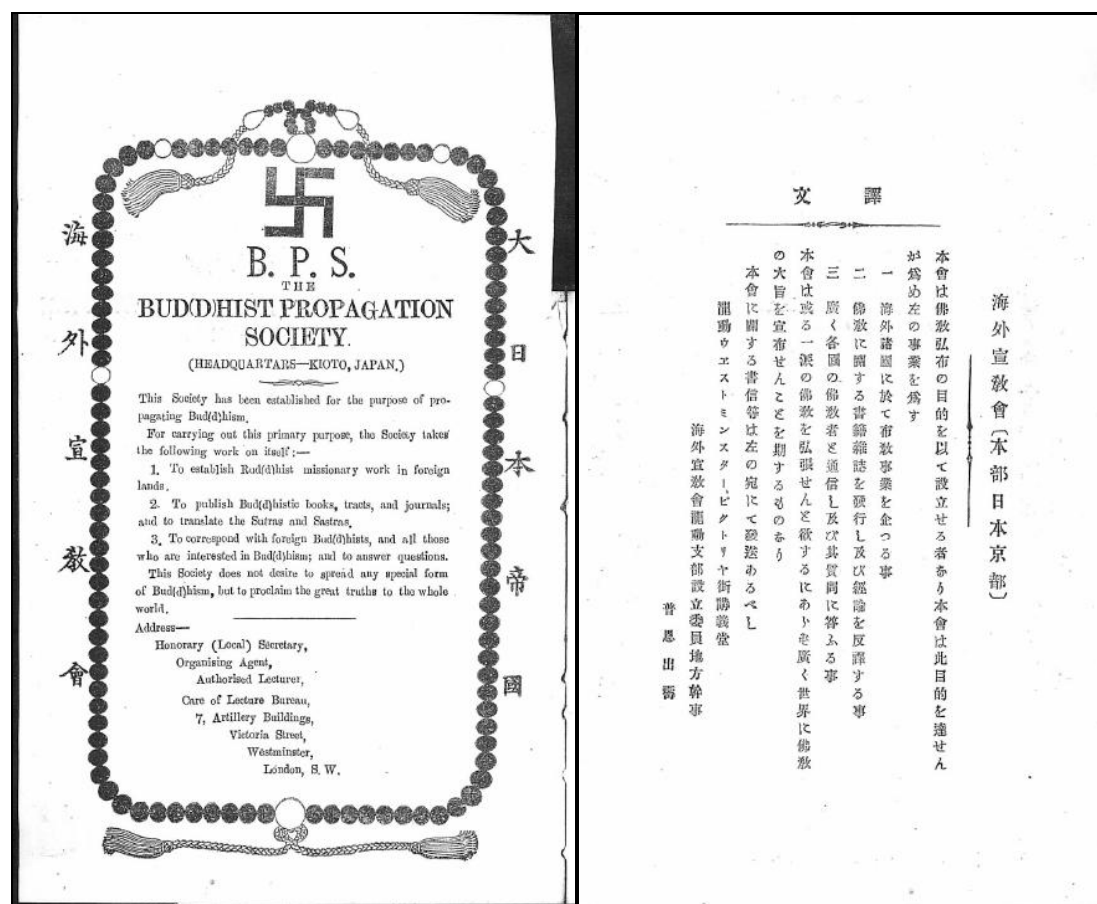 大日本帝國
海外宣教會
B. P. S.
THE
BUD(D)HIST PROPAGATION
SOCIETY.
(HEADQUARTARS—KIOTO, JAPAN.)
This Society has been established for the purpose of pro-
pagating Bud(d)hism.
For carrying out this primary purpose, the Society takes
the following work on itself:—
1. To establish Bud(d)hist missionary work in foreign
lands.
2. To publish Bud(d)histic books, tracts, and journals;
and to translate the Sutras and Sastras.
3. To correspond with foreign Bud(d)hists, and all those
who are interested in Bud(d)hism; and to answer questions.
This Society does not desire to spread any special form
of Bud(d)hism, but to proclaim the great truths to the whole
world.
Address—
Honorary (Local) Secretary,
Organising Agent,
Authorised Lecturer,
Care of Lecture Bureau,
7, Artillery Buildings,
Victoria Street,
Westminster,
London, S. W.
譯文
海外宣教會〔本部日本京都〕
本會は佛教弘布の目的を以て設立せる者なり本會は此目的を達せん
が爲め左の事業を爲す
一 海外諸國に於て布教事業を企つる事
二 佛教に關する書籍雜誌を發行し及び經論を反譯する事
三 廣く各國の佛教者と通信し及び其質問に答ふる事
本會は或る一派の佛教を弘張せんと欲するにあらず廣く世界に佛教
の大旨を宣布せんことを期するものなり
本會に關する書信等は左の宛にて發送あるべし
龍動ウエストミンスター、ビクトリヤ街講義堂
海外宣教會龍動支部設立委員地方幹事
普恩出